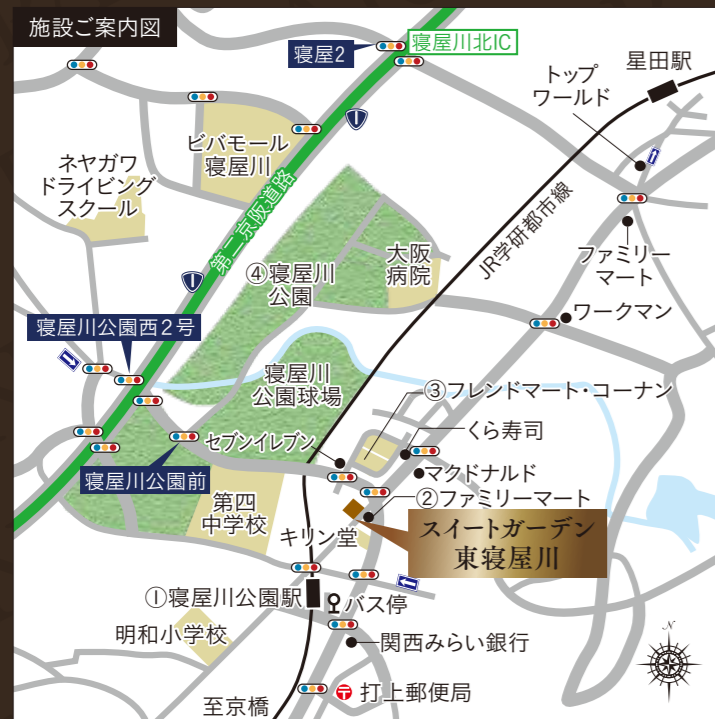 施設ご案内図
寝屋2
寝屋川北IC
星田駅
トップ
ワールド
ビバモール
寝屋川
ネヤガワ
ドライビング
スクール
第二京阪道路
JR学研都市線
大阪
病院
④寝屋川
公園
ファミリー
マート
ワークマン
寝屋川公園西2号
寝屋川
公園球場
③フレンドマート・コーナン
くら寿司
セブンイレブン
マクドナルド
寝屋川公園前
第四
中学校
②ファミリーマート
キリン堂
スイートガーデン
東寝屋川
①寝屋川公園駅
バス停
明和小学校
関西みらい銀行
至京橋
打上郵便局
N